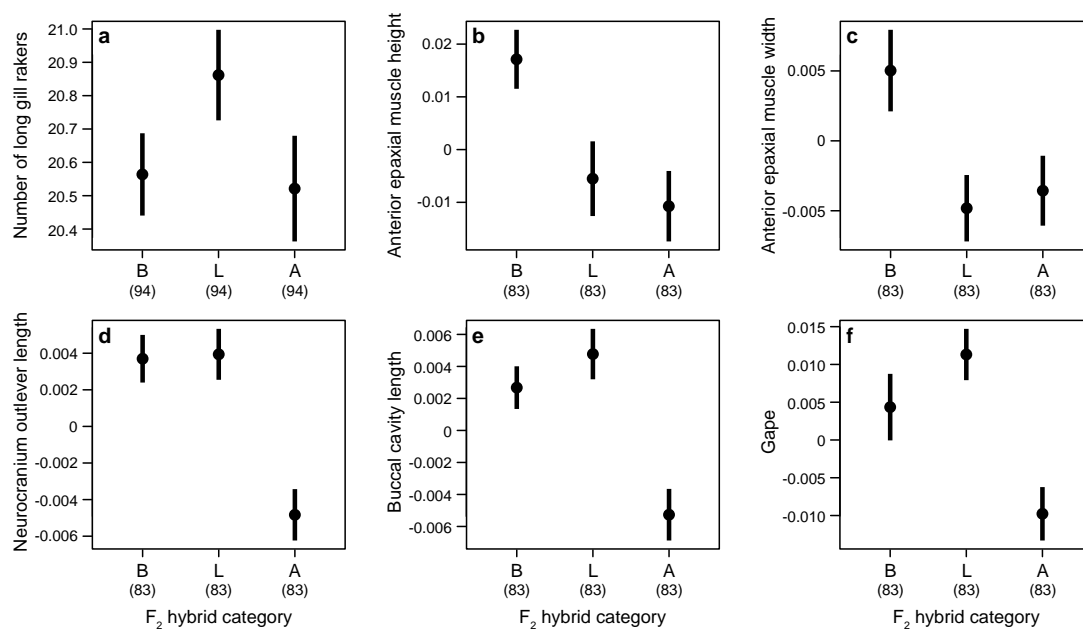 a
Number of long gill rakers
21.0
20.9
20.8
20.7
20.6
20.5
20.4
B L A
(94) (94) (94)
b
Anterior epaxial muscle height
0.02
0.01
0
-0.01
B L A
(83) (83) (83)
c
Anterior epaxial muscle width
0.005
0
-0.005
B L A
(83) (83) (83)
d
Neurocranium outlever length
0.004
0.002
0
-0.002
-0.004
-0.006
B L A
(83) (83) (83)
F₂ hybrid category
e
Buccal cavity length
0.006
0.004
0.002
0
-0.002
-0.004
-0.006
B L A
(83) (83) (83)
F₂ hybrid category
f
Gape
0.015
0.010
0.005
0
-0.005
-0.010
B L A
(83) (83) (83)
F₂ hybrid category